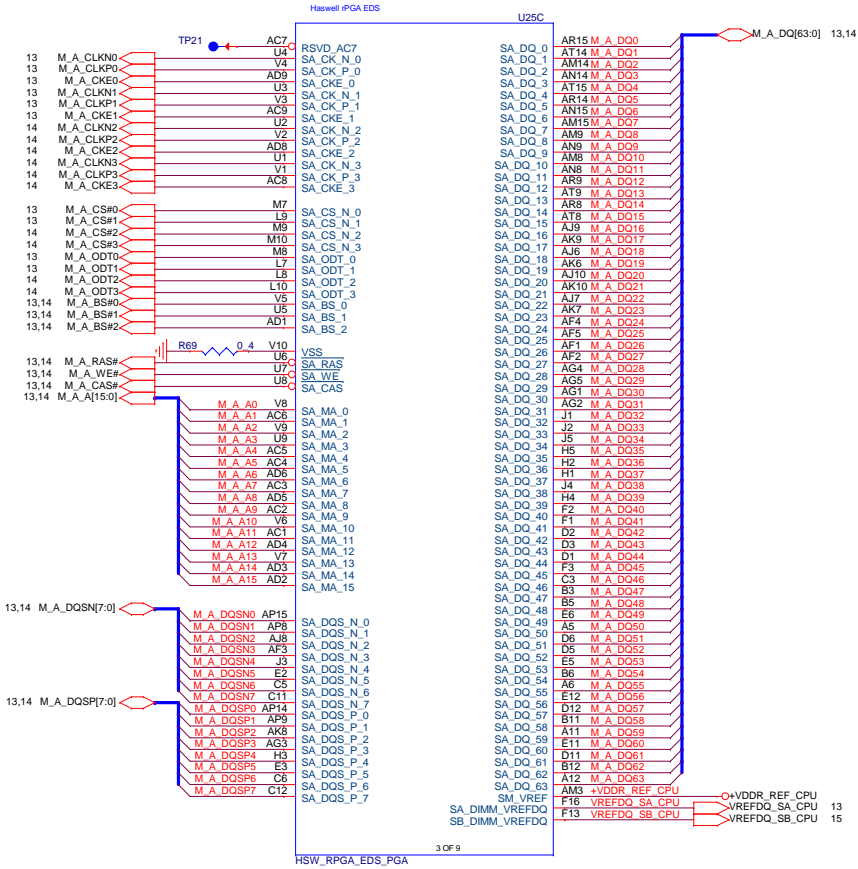 Haswell rPGA EDS
U25C
TP21 AC7 RSVD_AC7
13 M_A_CLKN0 U4 SA_CK_N_0
13 M_A_CLKP0 V4 SA_CK_P_0
13 M_A_CKE0 AD9 SA_CKE_0
13 M_A_CLKN1 U3 SA_CK_N_1
13 M_A_CLKP1 V3 SA_CK_P_1
13 M_A_CKE1 AC9 SA_CKE_1
14 M_A_CLKN2 U2 SA_CK_N_2
14 M_A_CLKP2 V2 SA_CK_P_2
14 M_A_CKE2 AD8 SA_CKE_2
14 M_A_CLKN3 U1 SA_CK_N_3
14 M_A_CLKP3 V1 SA_CK_P_3
14 M_A_CKE3 AC8 SA_CKE_3
13 M_A_CS#0 M7 SA_CS_N_0
13 M_A_CS#1 L9 SA_CS_N_1
14 M_A_CS#2 M9 SA_CS_N_2
14 M_A_CS#3 M10 SA_CS_N_3
13 M_A_ODT0 M8 SA_ODT_0
13 M_A_ODT1 L7 SA_ODT_1
14 M_A_ODT2 L8 SA_ODT_2
14 M_A_ODT3 L10 SA_ODT_3
13,14 M_A_BS#0 V5 SA_BS_0
13,14 M_A_BS#1 U5 SA_BS_1
13,14 M_A_BS#2 AD1 SA_BS_2
R69 0_4 V10 VSS
13,14 M_A_RAS# U6 SA_RAS
13,14 M_A_WE# U7 SA_WE
13,14 M_A_CAS# U8 SA_CAS
13,14 M_A_A[15:0]
M_A_A0 V8 SA_MA_0
M_A_A1 AC6 SA_MA_1
M_A_A2 V9 SA_MA_2
M_A_A3 U9 SA_MA_3
M_A_A4 AC5 SA_MA_4
M_A_A5 AC4 SA_MA_5
M_A_A6 AD6 SA_MA_6
M_A_A7 AC3 SA_MA_7
M_A_A8 AD5 SA_MA_8
M_A_A9 AC2 SA_MA_9
M_A_A10 V6 SA_MA_10
M_A_A11 AC1 SA_MA_11
M_A_A12 AD4 SA_MA_12
M_A_A13 V7 SA_MA_13
M_A_A14 AD3 SA_MA_14
M_A_A15 AD2 SA_MA_15
13,14 M_A_DQSN[7:0]
M_A_DQSN0 AP15 SA_DQS_N_0
M_A_DQSN1 AP8 SA_DQS_N_1
M_A_DQSN2 AJ8 SA_DQS_N_2
M_A_DQSN3 AF3 SA_DQS_N_3
M_A_DQSN4 J3 SA_DQS_N_4
M_A_DQSN5 E2 SA_DQS_N_5
M_A_DQSN6 C5 SA_DQS_N_6
M_A_DQSN7 C11 SA_DQS_N_7
13,14 M_A_DQSP[7:0]
M_A_DQSP0 AP14 SA_DQS_P_0
M_A_DQSP1 AP9 SA_DQS_P_1
M_A_DQSP2 AK8 SA_DQS_P_2
M_A_DQSP3 AG3 SA_DQS_P_3
M_A_DQSP4 H3 SA_DQS_P_4
M_A_DQSP5 E3 SA_DQS_P_5
M_A_DQSP6 C6 SA_DQS_P_6
M_A_DQSP7 C12 SA_DQS_P_7
M_A_DQ[63:0] 13,14
SA_DQ_0 AR15 M_A_DQ0
SA_DQ_1 AT14 M_A_DQ1
SA_DQ_2 AM14 M_A_DQ2
SA_DQ_3 AN14 M_A_DQ3
SA_DQ_4 AT15 M_A_DQ4
SA_DQ_5 AR14 M_A_DQ5
SA_DQ_6 AN15 M_A_DQ6
SA_DQ_7 AM15 M_A_DQ7
SA_DQ_8 AM9 M_A_DQ8
SA_DQ_9 AN9 M_A_DQ9
SA_DQ_10 AM8 M_A_DQ10
SA_DQ_11 AN8 M_A_DQ11
SA_DQ_12 AR9 M_A_DQ12
SA_DQ_13 AT9 M_A_DQ13
SA_DQ_14 AR8 M_A_DQ14
SA_DQ_15 AT8 M_A_DQ15
SA_DQ_16 AJ9 M_A_DQ16
SA_DQ_17 AK9 M_A_DQ17
SA_DQ_18 AJ6 M_A_DQ18
SA_DQ_19 AK6 M_A_DQ19
SA_DQ_20 AJ10 M_A_DQ20
SA_DQ_21 AK10 M_A_DQ21
SA_DQ_22 AJ7 M_A_DQ22
SA_DQ_23 AK7 M_A_DQ23
SA_DQ_24 AF4 M_A_DQ24
SA_DQ_25 AF5 M_A_DQ25
SA_DQ_26 AF1 M_A_DQ26
SA_DQ_27 AF2 M_A_DQ27
SA_DQ_28 AG4 M_A_DQ28
SA_DQ_29 AG5 M_A_DQ29
SA_DQ_30 AG1 M_A_DQ30
SA_DQ_31 AG2 M_A_DQ31
SA_DQ_32 J1 M_A_DQ32
SA_DQ_33 J2 M_A_DQ33
SA_DQ_34 J5 M_A_DQ34
SA_DQ_35 H5 M_A_DQ35
SA_DQ_36 H2 M_A_DQ36
SA_DQ_37 H1 M_A_DQ37
SA_DQ_38 J4 M_A_DQ38
SA_DQ_39 H4 M_A_DQ39
SA_DQ_40 F2 M_A_DQ40
SA_DQ_41 F1 M_A_DQ41
SA_DQ_42 D2 M_A_DQ42
SA_DQ_43 D3 M_A_DQ43
SA_DQ_44 D1 M_A_DQ44
SA_DQ_45 F3 M_A_DQ45
SA_DQ_46 C3 M_A_DQ46
SA_DQ_47 B3 M_A_DQ47
SA_DQ_48 B5 M_A_DQ48
SA_DQ_49 E6 M_A_DQ49
SA_DQ_50 A5 M_A_DQ50
SA_DQ_51 D6 M_A_DQ51
SA_DQ_52 D5 M_A_DQ52
SA_DQ_53 E5 M_A_DQ53
SA_DQ_54 B6 M_A_DQ54
SA_DQ_55 A6 M_A_DQ55
SA_DQ_56 E12 M_A_DQ56
SA_DQ_57 D12 M_A_DQ57
SA_DQ_58 B11 M_A_DQ58
SA_DQ_59 A11 M_A_DQ59
SA_DQ_60 E11 M_A_DQ60
SA_DQ_61 D11 M_A_DQ61
SA_DQ_62 B12 M_A_DQ62
SA_DQ_63 A12 M_A_DQ63
SM_VREF AM3 +VDDR_REF_CPU +VDDR_REF_CPU
SA_DIMM_VREFDQ F16 VREFDQ_SA_CPU VREFDQ_SA_CPU 13
SB_DIMM_VREFDQ F13 VREFDQ_SB_CPU VREFDQ_SB_CPU 15
3 OF 9
HSW_RPGA_EDS_PGA